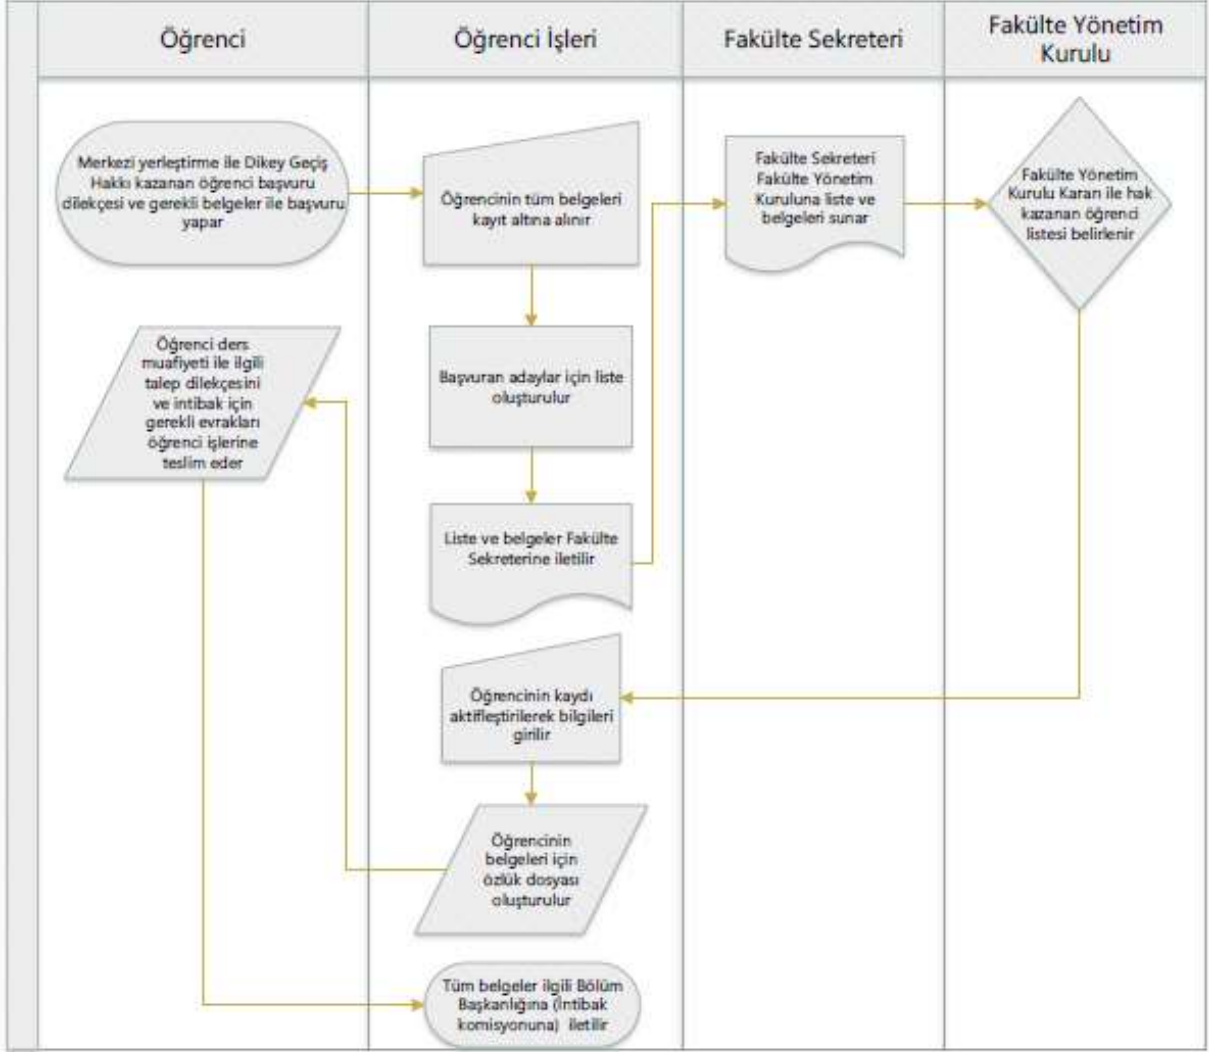 Öğrenci
Öğrenci İşleri
Fakülte Sekreteri
Fakülte Yönetim
Kurulu
Merkezi yerleştirme ile Dikey Geçiş
Hakkı kazanan öğrenci başvuru
dilekçesi ve gerekli belgeler ile başvuru
yapar
Öğrencinin tüm belgeleri
kayıt altına alınır
Başvuran adaylar için liste
oluşturulur
Liste ve belgeler Fakülte
Sekreterine iletilir
Fakülte Sekreteri
Fakülte Yönetim
Kuruluna liste ve
belgeleri sunar
Fakülte Yönetim
Kurulu Kararı ile hak
kazanan öğrenci
listesi belirlenir
Öğrencinin kaydı
aktifleştirilerek bilgileri
girilir
Öğrencinin
belgeleri için
özlük dosyası
oluşturulur
Öğrenci ders
muafiyeti ile ilgili
talep dilekçesini
ve intibak için
gerekli evrakları
öğrenci işlerine
teslim eder
Tüm belgeler ilgili Bölüm
Başkanlığına (İntibak
komisyonuna) iletilir